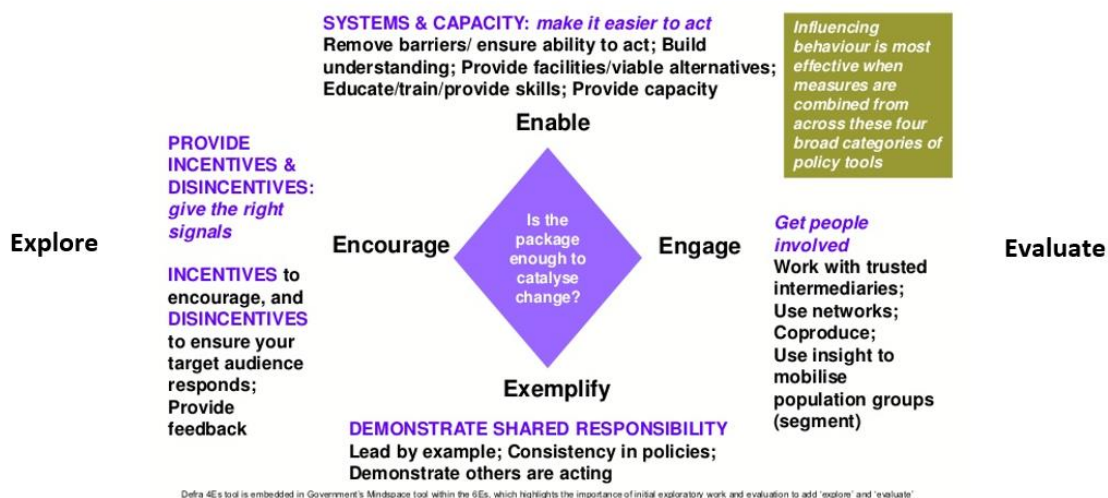 SYSTEMS & CAPACITY: make it easier to act
Remove barriers/ ensure ability to act; Build
understanding; Provide facilities/viable alternatives;
Educate/train/provide skills; Provide capacity
Influencing
behaviour is most
effective when
measures are
combined from
across these four
broad categories of
policy tools
Enable
PROVIDE
INCENTIVES &
DISINCENTIVES:
give the right
signals
INCENTIVES to
encourage, and
DISINCENTIVES
to ensure your
target audience
responds;
Provide
feedback
Explore
Encourage
Is the
package
enough to
catalyse
change?
Engage
Get people
involved
Work with trusted
intermediaries;
Use networks;
Coproduce;
Use insight to
mobilise
population groups
(segment)
Evaluate
Exemplify
DEMONSTRATE SHARED RESPONSIBILITY
Lead by example; Consistency in policies;
Demonstrate others are acting
Defra 4Es tool is embedded in Government's Mindspace tool within the 6Es, which highlights the importance of initial exploratory work and evaluation to add 'explore' and 'evaluate'